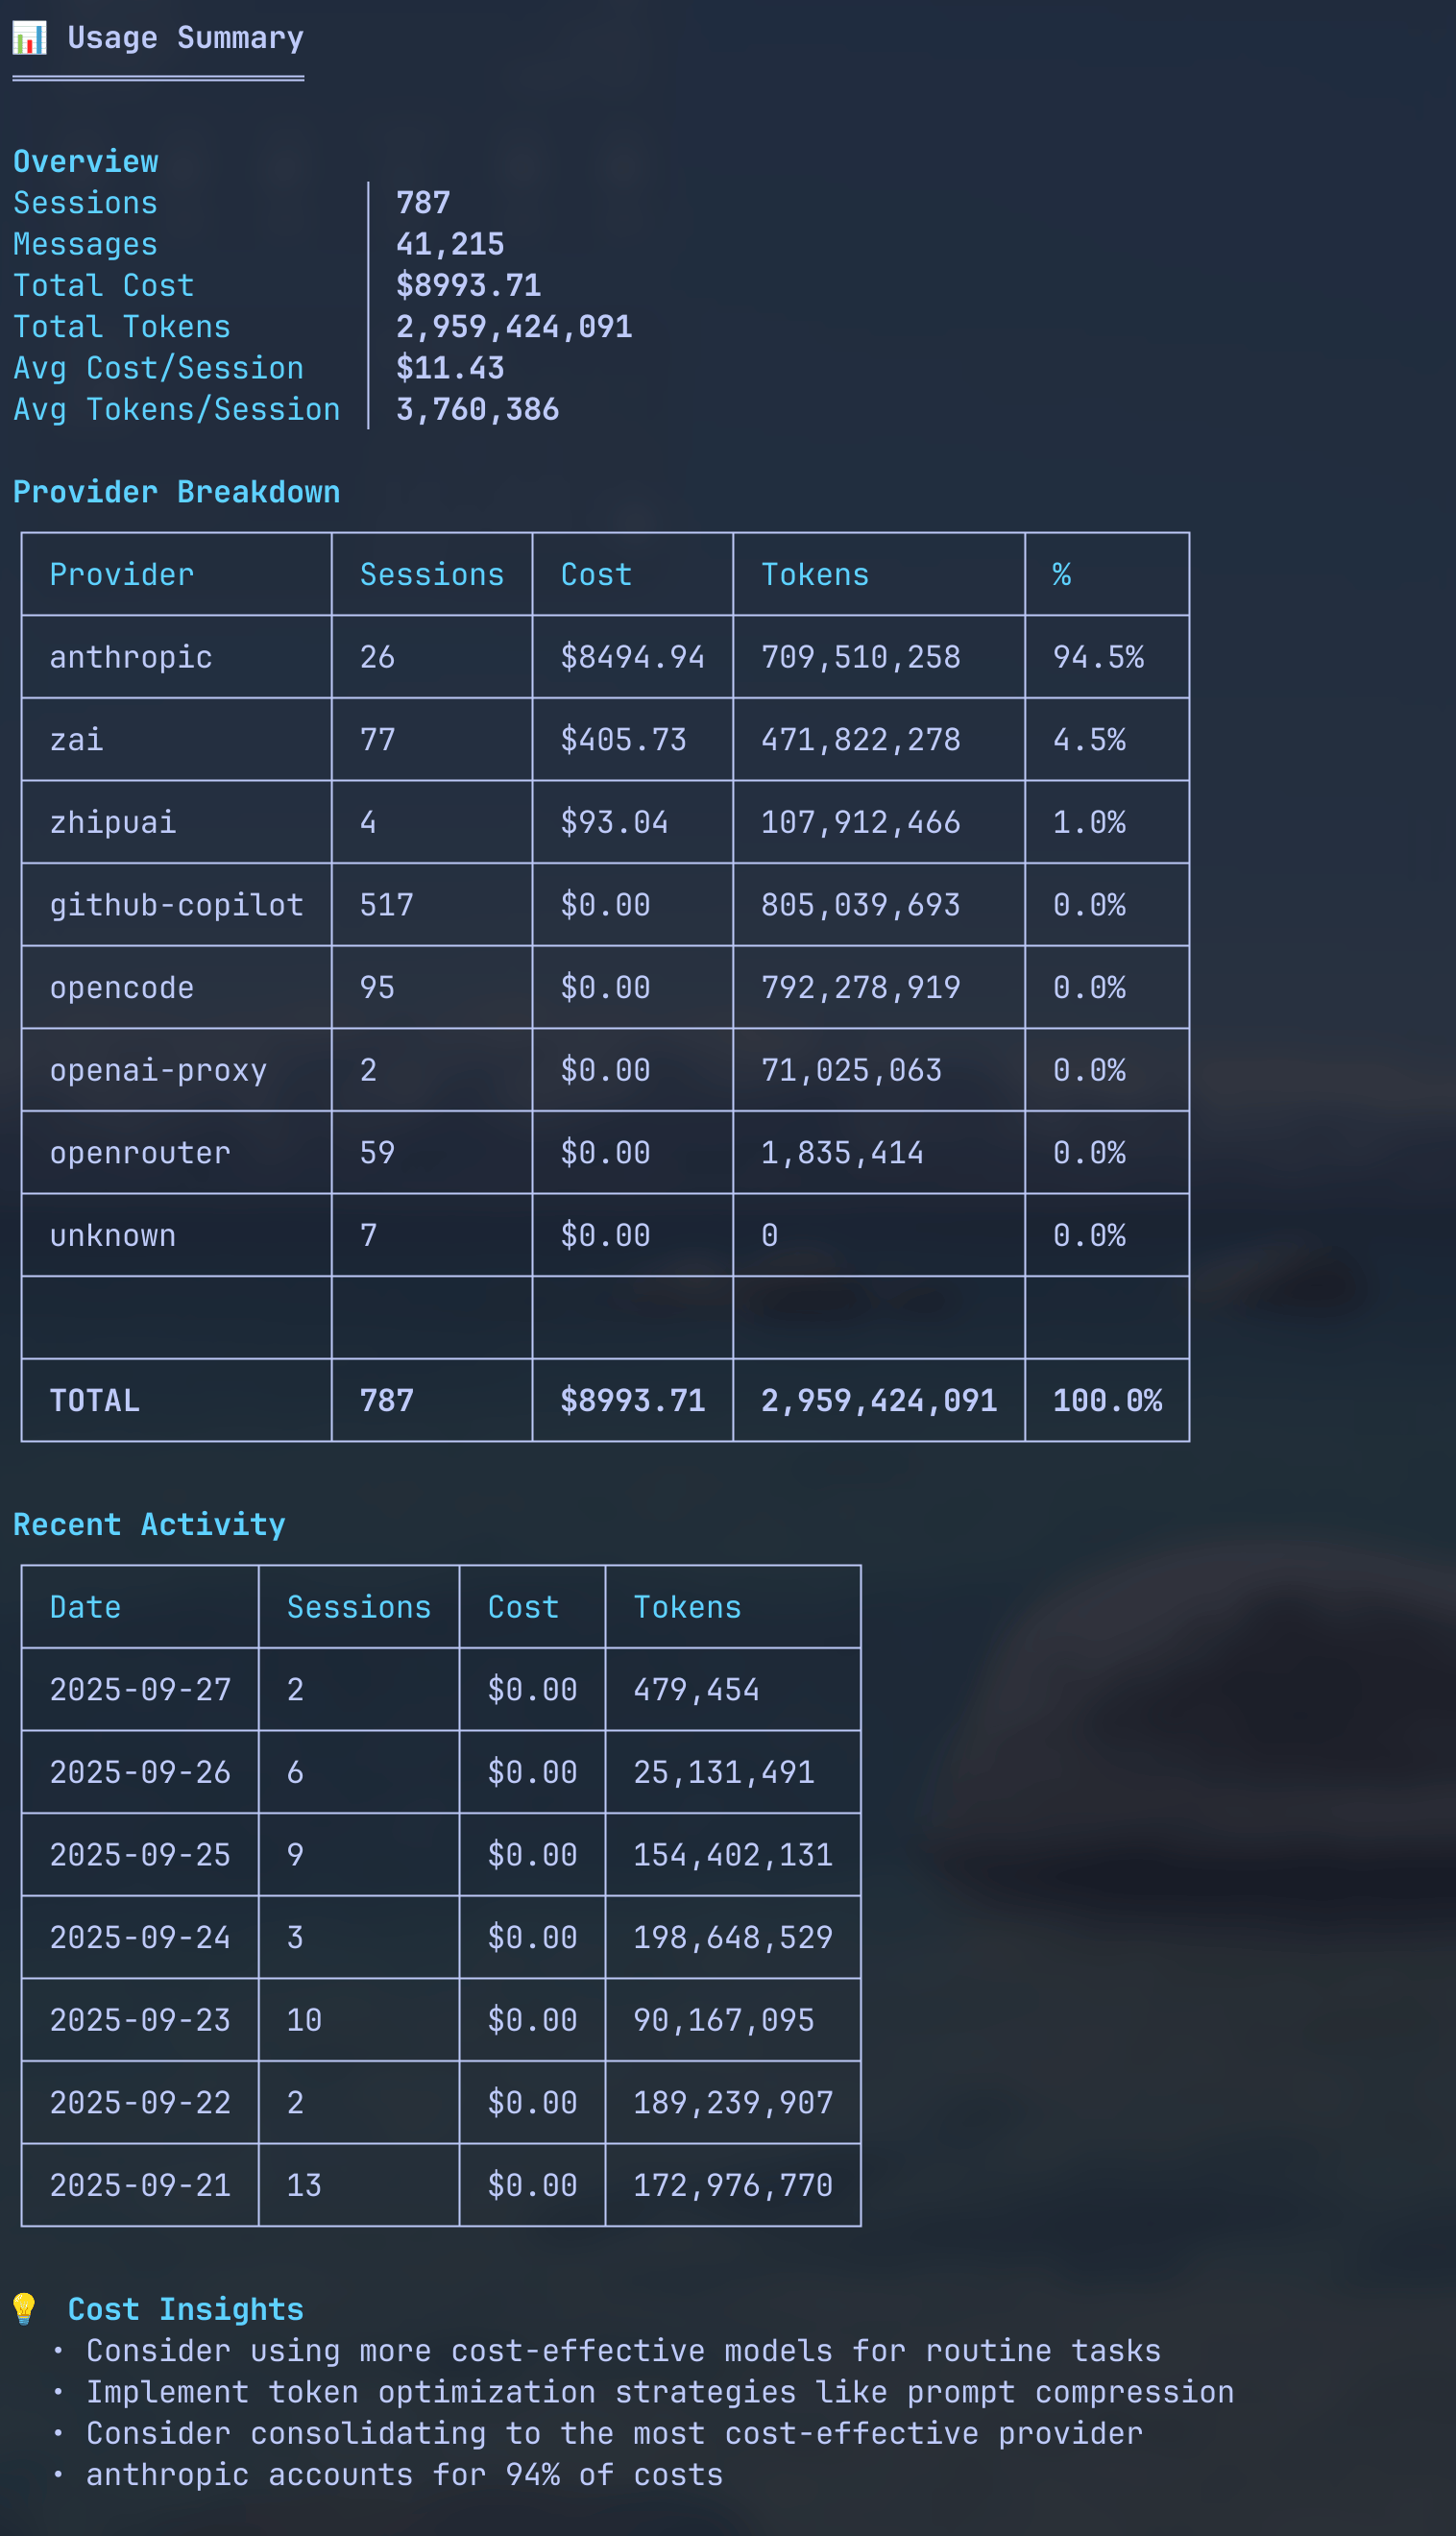 📊 Usage Summary
Overview
Sessions 787
Messages 41,215
Total Cost $8993.71
Total Tokens 2,959,424,091
Avg Cost/Session $11.43
Avg Tokens/Session 3,760,386
Provider Breakdown
Provider Sessions Cost Tokens %
anthropic 26 $8494.94 709,510,258 94.5%
zai 77 $405.73 471,822,278 4.5%
zhipuai 4 $93.04 107,912,466 1.0%
github-copilot 517 $0.00 805,039,693 0.0%
opencode 95 $0.00 792,278,919 0.0%
openai-proxy 2 $0.00 71,025,063 0.0%
openrouter 59 $0.00 1,835,414 0.0%
unknown 7 $0.00 0 0.0%
TOTAL 787 $8993.71 2,959,424,091 100.0%
Recent Activity
Date Sessions Cost Tokens
2025-09-27 2 $0.00 479,454
2025-09-26 6 $0.00 25,131,491
2025-09-25 9 $0.00 154,402,131
2025-09-24 3 $0.00 198,648,529
2025-09-23 10 $0.00 90,167,095
2025-09-22 2 $0.00 189,239,907
2025-09-21 13 $0.00 172,976,770
💡 Cost Insights
• Consider using more cost-effective models for routine tasks
• Implement token optimization strategies like prompt compression
• Consider consolidating to the most cost-effective provider
• anthropic accounts for 94% of costs